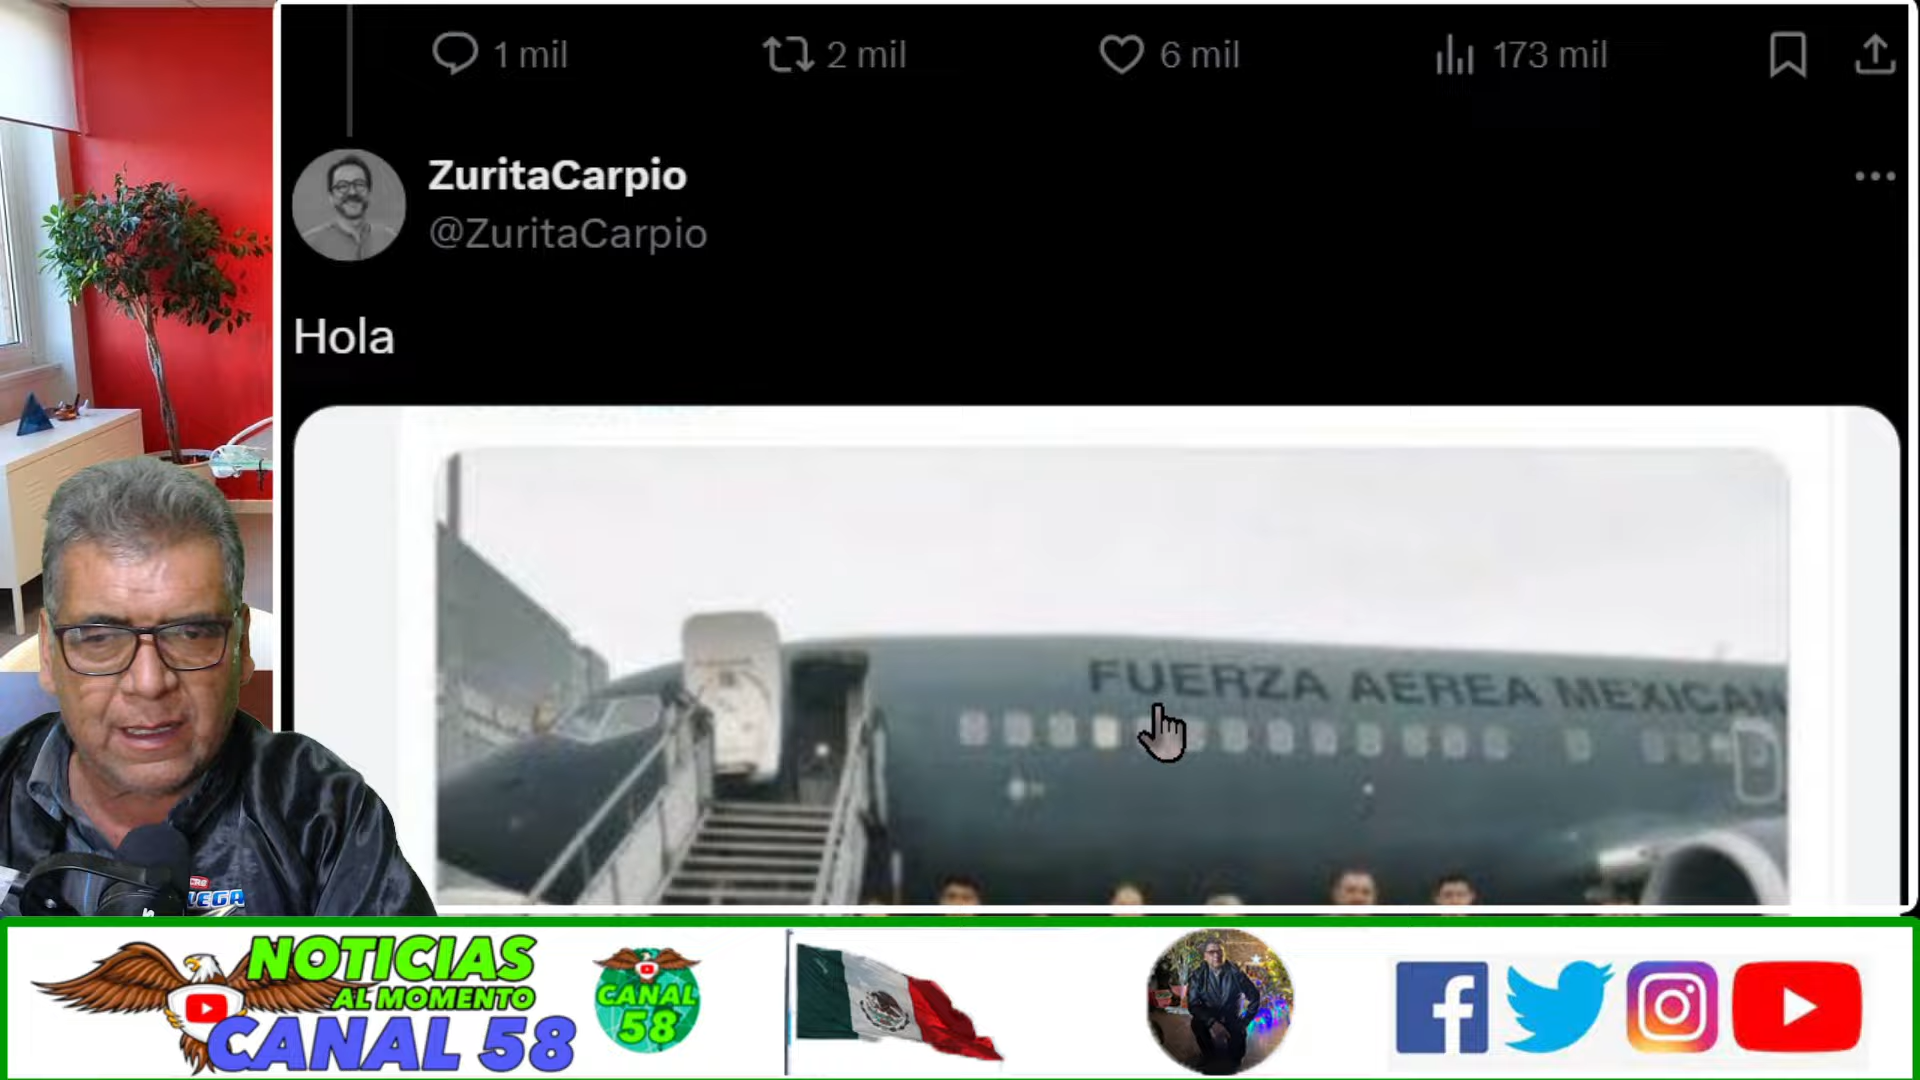 1 mil 2 mil 6 mil 173 mil
ZuritaCarpio
@ZuritaCarpio
Hola
FUERZA AEREA MEXICAN
NOTICIAS
AL MOMENTO
CANAL 58
CANAL
58